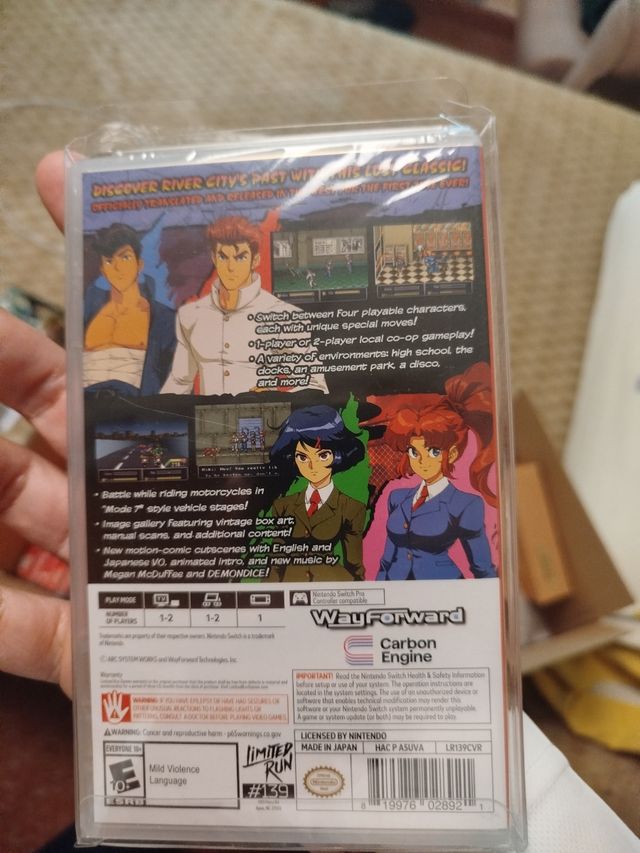 DISCOVER RIVER CITY'S PAST WITH THIS LOST CLASSIC!
OFFICIALLY TRANSLATED AND RELEASED IN THE WEST FOR THE FIRST TIME EVER!
• Switch between four playable characters,
each with unique special moves!
• 1-player or 2-player local co-op gameplay!
• A variety of environments: high school, the
docks, an amusement park, a disco,
and more!
• Battle while riding motorcycles in
"Mode 7" style vehicle stages!
• Image gallery featuring vintage box art,
manual scans, and additional content!
• New motion-comic cutscenes with English and
Japanese VO, animated intro, and new music by
Megan McDuffee and DEMONDICE!
PLAY MODE
TV
NUMBER
OF PLAYERS
1-2
1-2
1
Nintendo Switch Pro
Controller compatible
WayForward
Carbon
Engine
Trademarks are property of their respective owners. Nintendo Switch is a trademark
of Nintendo.
© ARC SYSTEM WORKS and WayForward Technologies, Inc.
Warranty
WARNING: IF YOU HAVE EPILEPSY OR HAVE HAD SEIZURES OR
OTHER UNUSUAL REACTIONS TO FLASHING LIGHTS OR
PATTERNS, CONSULT A DOCTOR BEFORE PLAYING VIDEO GAMES.
IMPORTANT! Read the Nintendo Switch Health & Safety Information
before setup or use of your system. The operation instructions are
located in the system settings. The use of an unauthorized device or
software that enables technical modification may render this
software or your Nintendo Switch system permanently unplayable.
A game or system update (or both) may be required to play.
⚠WARNING: Cancer and reproductive harm - p65warnings.ca.gov
EVERYONE 10+
E
10+
ESRB
Mild Violence
Language
LIMITED
RUN
#139
LICENSED BY NINTENDO
MADE IN JAPAN
HAC P ASUVA
LR139CVR
Nintendo
8 19976 02892 1